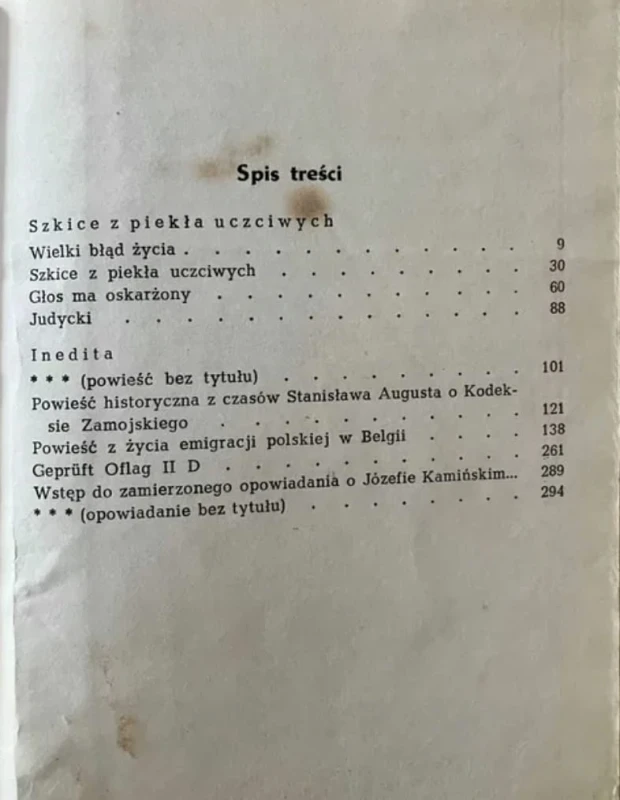 Spis treści
Szkice z piekła uczciwych
Wielki błąd życia . . . . . . . . . . . . 9
Szkice z piekła uczciwych . . . . . . . . . 30
Głos ma oskarżony . . . . . . . . . . . 60
Judycki . . . . . . . . . . . . . . 88
Inedita
* * * (powieść bez tytułu) . . . . . . . . . 101
Powieść historyczna z czasów Stanisława Augusta o Kodek-
sie Zamojskiego . . . . . . . . . . 121
Powieść z życia emigracji polskiej w Belgii . . . . 138
Geprüft Oflag II D . . . . . . . . . . 261
Wstęp do zamierzonego opowiadania o Józefie Kamińskim... 289
* * * (opowiadanie bez tytułu) . . . . . . . 294